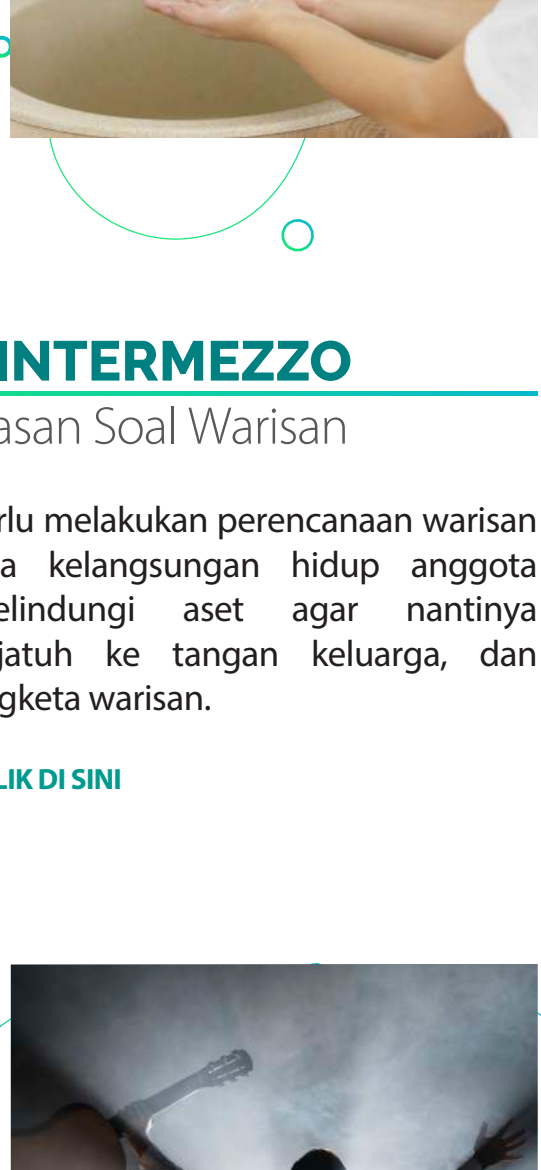 INTERMEZZO
asan Soal Warisan
rlu melakukan perencanaan warisan
a kelangsungan hidup anggota
elindungi aset agar nantinya
jatuh ke tangan keluarga, dan
gketa warisan.
LIK DI SINI